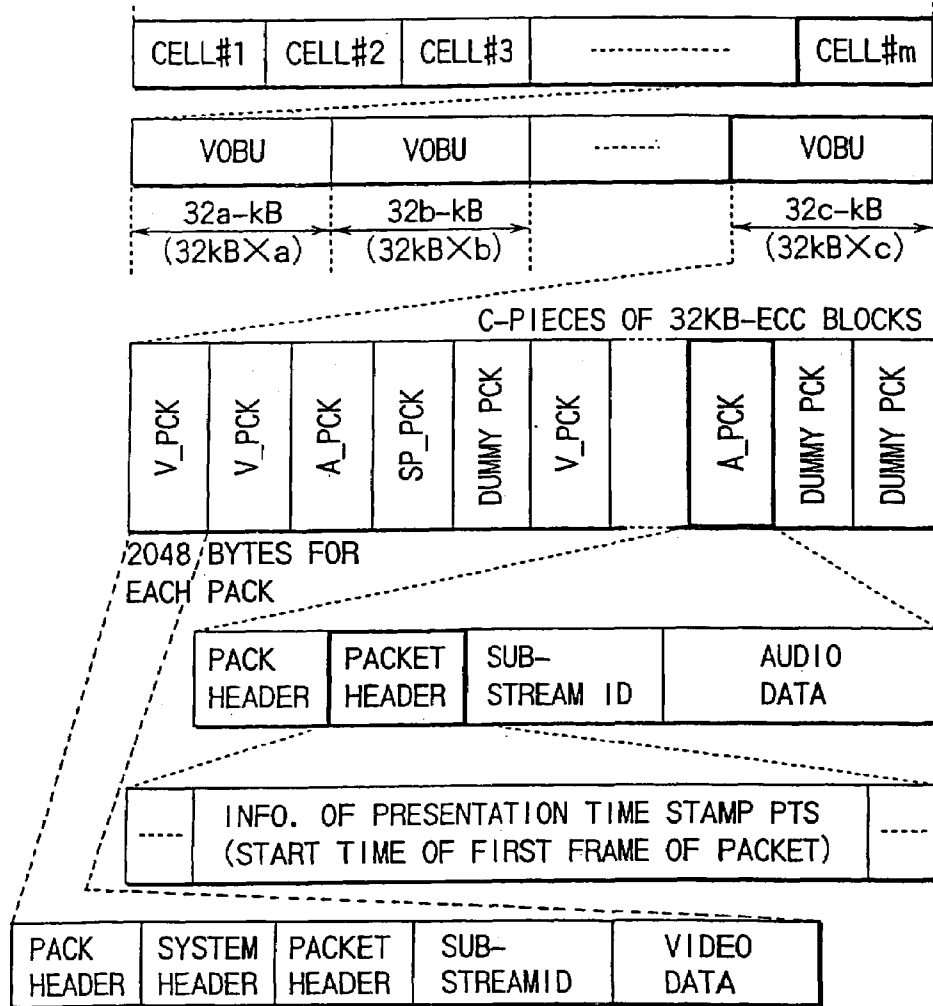 CELL#1 CELL#2 CELL#3 CELL#m
VOBU VOBU VOBU
32a-kB 32b-kB 32c-kB
(32kB×a) (32kB×b) (32kB×c)
C-PIECES OF 32KB-ECC BLOCKS
V_PCK V_PCK A_PCK SP_PCK DUMMY PCK V_PCK A_PCK DUMMY PCK DUMMY PCK
2048 BYTES FOR
EACH PACK
PACK PACKET SUB- AUDIO
HEADER HEADER STREAM ID DATA
INFO. OF PRESENTATION TIME STAMP PTS
(START TIME OF FIRST FRAME OF PACKET)
PACK SYSTEM PACKET SUB- VIDEO
HEADER HEADER HEADER STREAMID DATA